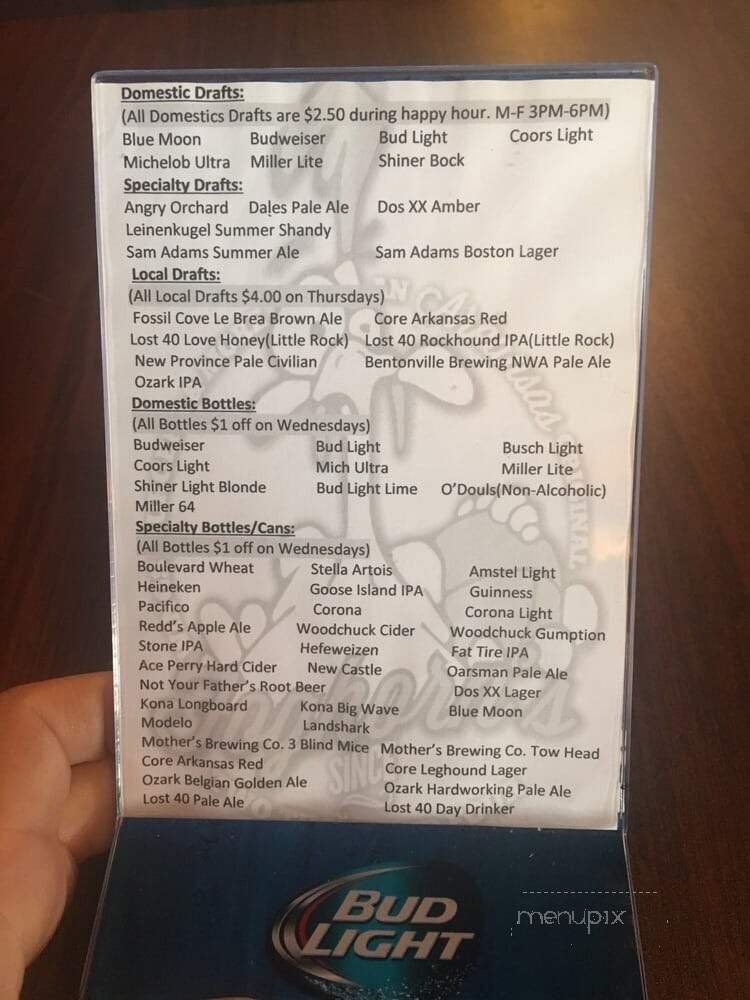 Domestic Drafts:
(All Domestics Drafts are $2.50 during happy hour. M-F 3PM-6PM)
Blue Moon Budweiser Bud Light Coors Light
Michelob Ultra Miller Lite Shiner Bock
Specialty Drafts:
Angry Orchard Dales Pale Ale Dos XX Amber
Leinenkugel Summer Shandy
Sam Adams Summer Ale Sam Adams Boston Lager
Local Drafts:
(All Local Drafts $4.00 on Thursdays)
Fossil Cove Le Brea Brown Ale Core Arkansas Red
Lost 40 Love Honey(Little Rock) Lost 40 Rockhound IPA(Little Rock)
New Province Pale Civilian Bentonville Brewing NWA Pale Ale
Ozark IPA
Domestic Bottles:
(All Bottles $1 off on Wednesdays)
Budweiser Bud Light Busch Light
Coors Light Mich Ultra Miller Lite
Shiner Light Blonde Bud Light Lime O'Douls(Non-Alcoholic)
Miller 64
Specialty Bottles/Cans:
(All Bottles $1 off on Wednesdays)
Boulevard Wheat Stella Artois Amstel Light
Heineken Goose Island IPA Guinness
Pacifico Corona Corona Light
Redd's Apple Ale Woodchuck Cider Woodchuck Gumption
Stone IPA Hefeweizen Fat Tire IPA
Ace Perry Hard Cider New Castle Oarsman Pale Ale
Not Your Father's Root Beer Dos XX Lager
Kona Longboard Kona Big Wave Blue Moon
Modelo Landshark
Mother's Brewing Co. 3 Blind Mice Mother's Brewing Co. Tow Head
Core Arkansas Red Core Leghound Lager
Ozark Belgian Golden Ale Ozark Hardworking Pale Ale
Lost 40 Pale Ale Lost 40 Day Drinker
BUD
LIGHT
menupix